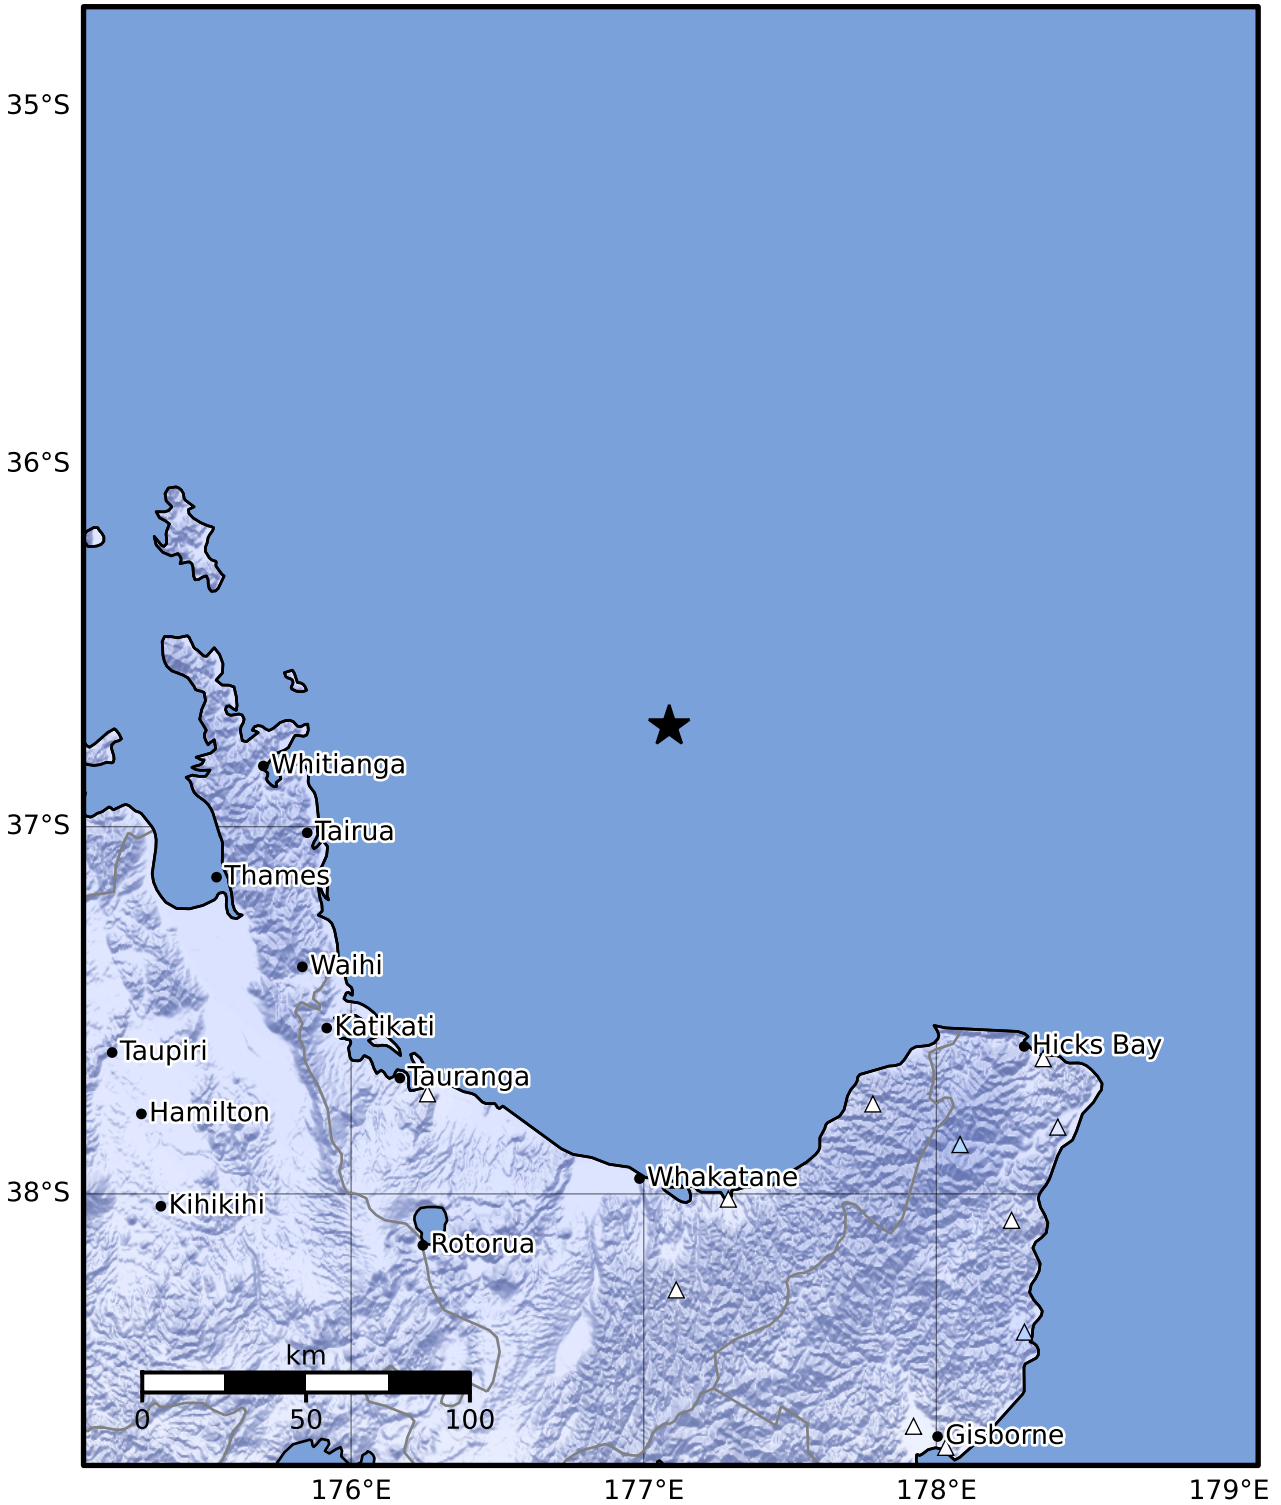 35°S
36°S
Whitianga
37°S
Tairua
Thames
Waihi
Katikati
Hicks Bay
Taupiri
Tauranga
Hamilton
Whakatane
38°S
Kihikihi
Rotorua
km
0 50 100
Gisborne
176°E 177°E 178°E 179°E